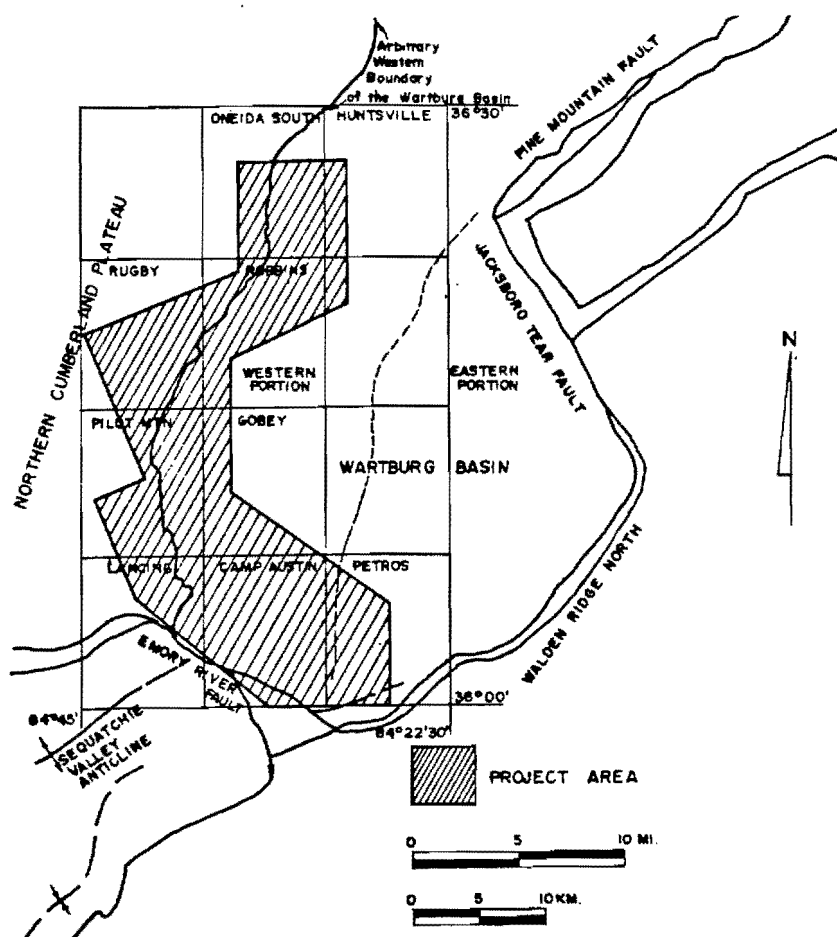 Arbitrary
Western
Boundary
of the Wartburg Basin
ONEIDA SOUTH
HUNTSVILLE
36°30'
PINE MOUNTAIN FAULT
NORTHERN CUMBERLAND PLATEAU
RUGBY
ROBBINS
JACKSBORO TEAR FAULT
N
WESTERN
PORTION
EASTERN
PORTION
PILOT MTN
GOBEY
WARTBURG BASIN
LANCING
CAMP AUSTIN
PETROS
WALDEN RIDGE NORTH
EMORY RIVER
FAULT
36°00'
84°45'
84°22'30"
SEQUATCHIE
VALLEY
ANTICLINE
PROJECT AREA
0 5 10 MI.
0 5 10 KM.